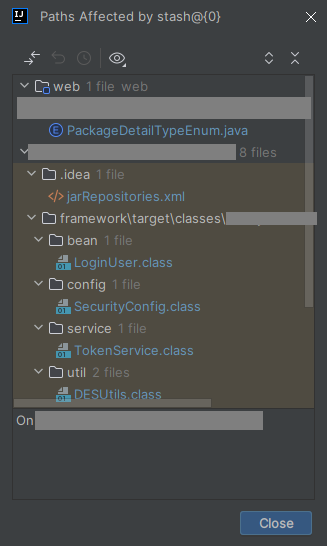 IJ
Paths Affected by stash@{0}
web 1 file web
PackageDetailTypeEnum.java
8 files
.idea 1 file
jarRepositories.xml
framework\target\classes\
bean 1 file
LoginUser.class
config 1 file
SecurityConfig.class
service 1 file
TokenService.class
util 2 files
DESUtils.class
On
Close